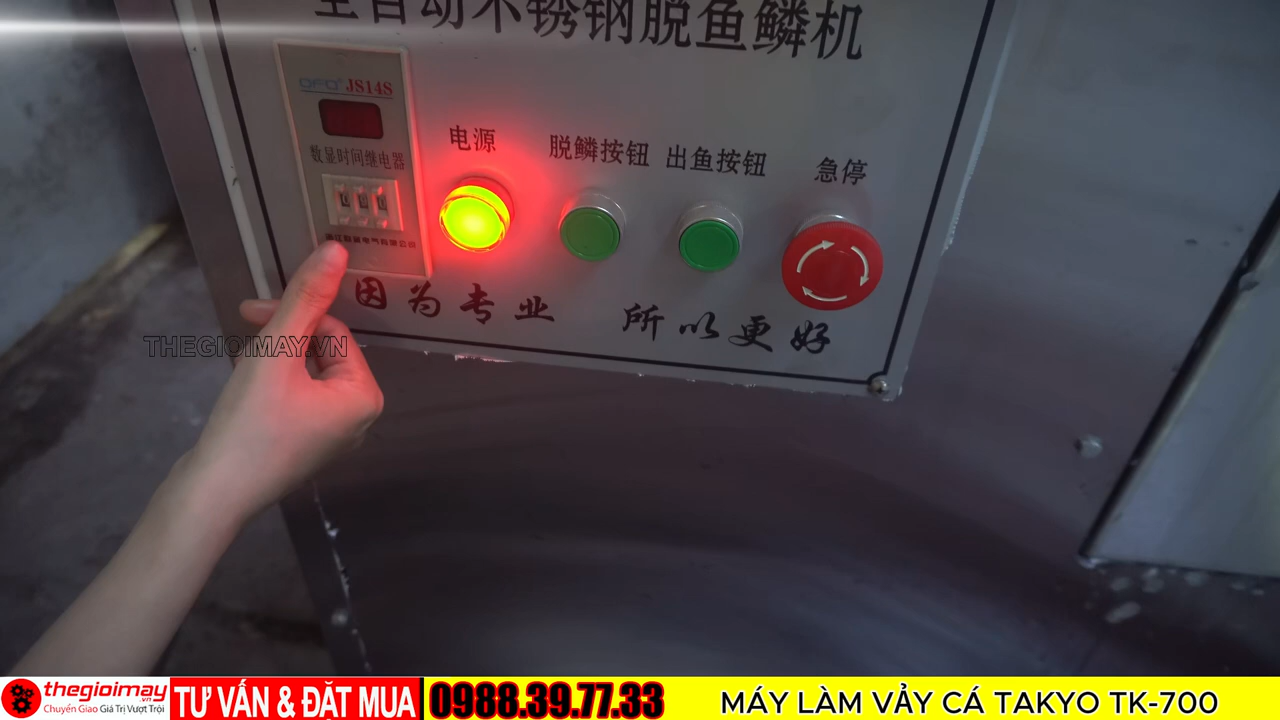 全自动不锈钢脱鱼鳞机
JS14S
数显时间继电器
000
电源
脱鳞按钮
出鱼按钮
急停
因为专业 所以更好
THEGIOIMAY.VN
thegioimay.vn
Chuyển Giao Giá Trị Vượt Trội
TƯ VẤN & ĐẶT MUA
0988.39.77.33
MÁY LÀM VẢY CÁ TAKYO TK-700